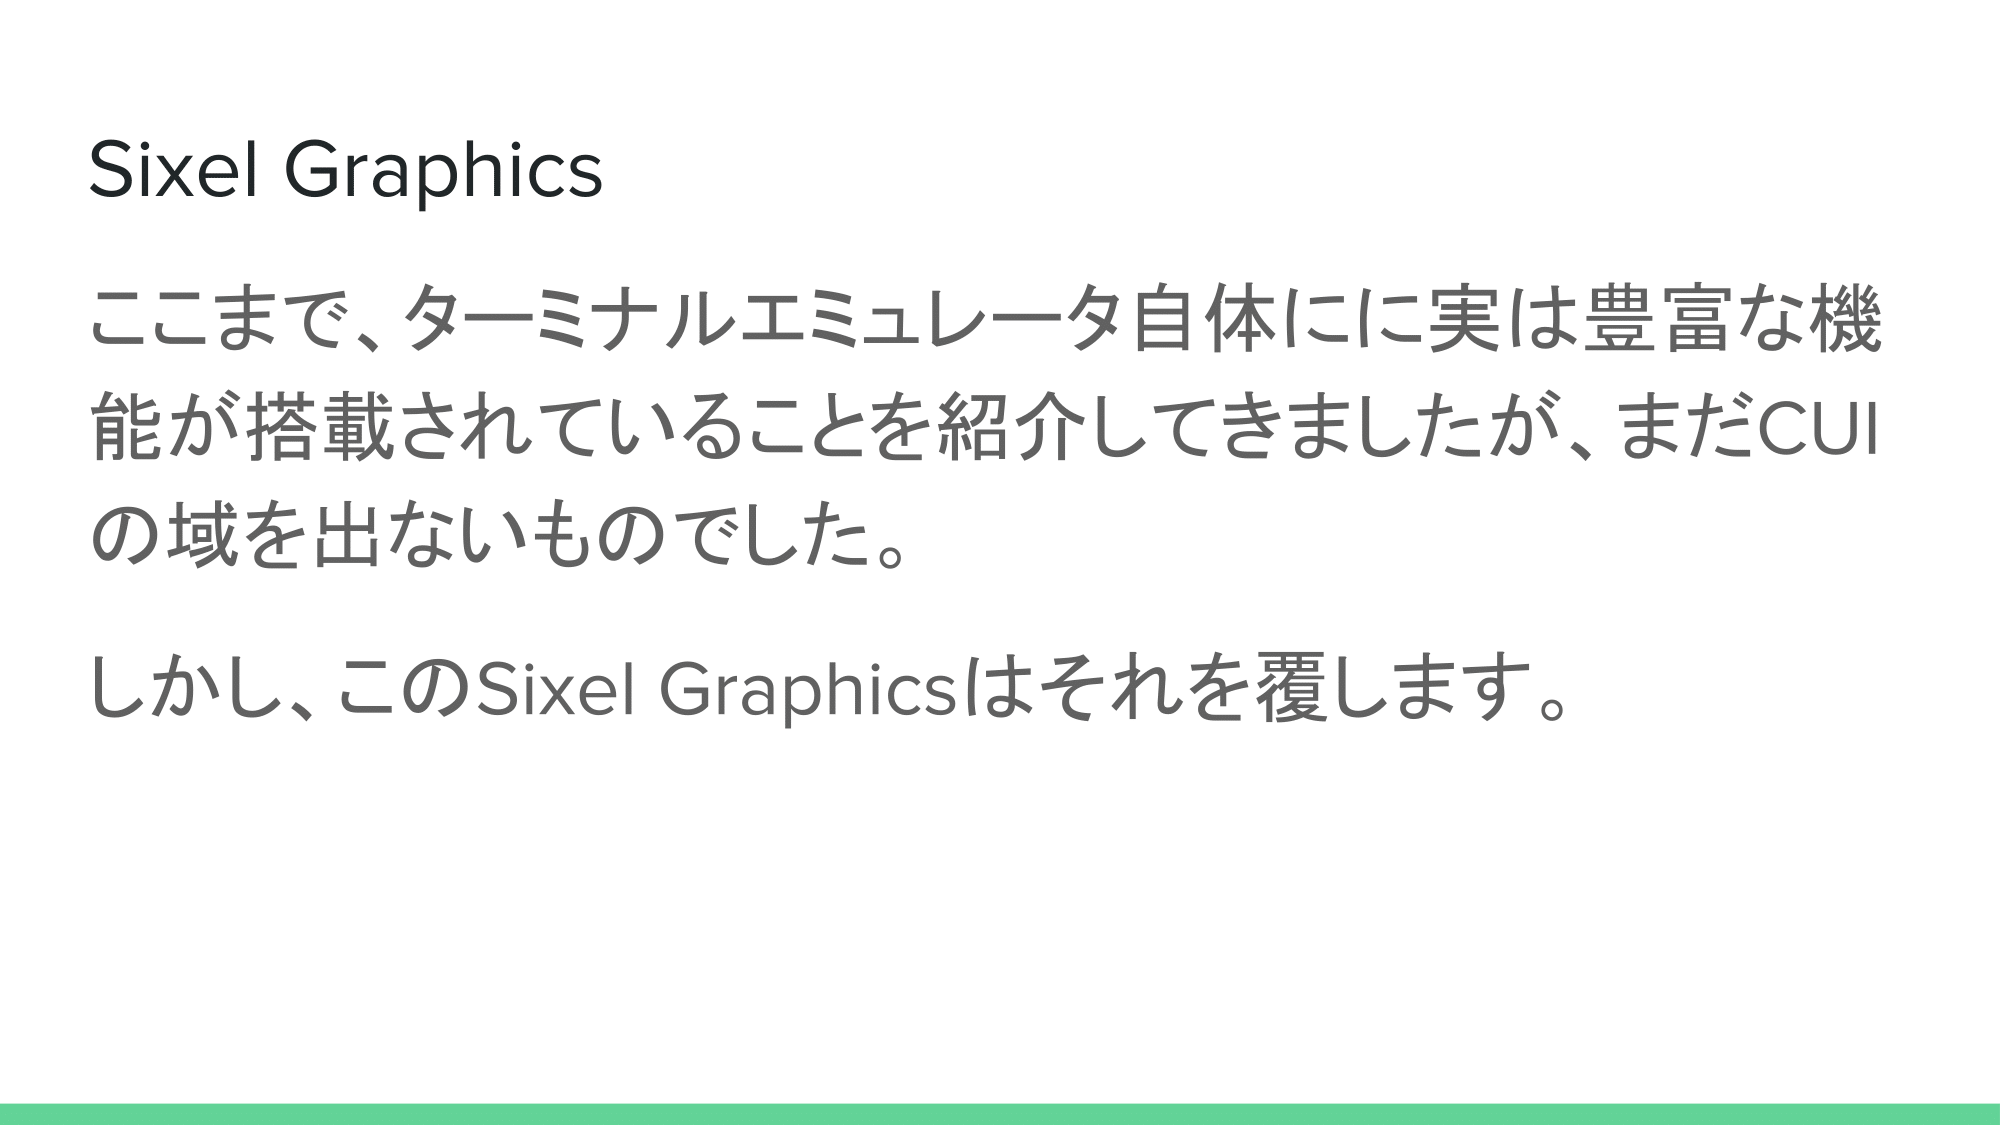 Sixel Graphics
ここまで、ターミナルエミュレータ自体にに実は豊富な機
能が搭載されていることを紹介してきましたが、まだCUI
の域を出ないものでした。
しかし、このSixel Graphicsはそれを覆します。